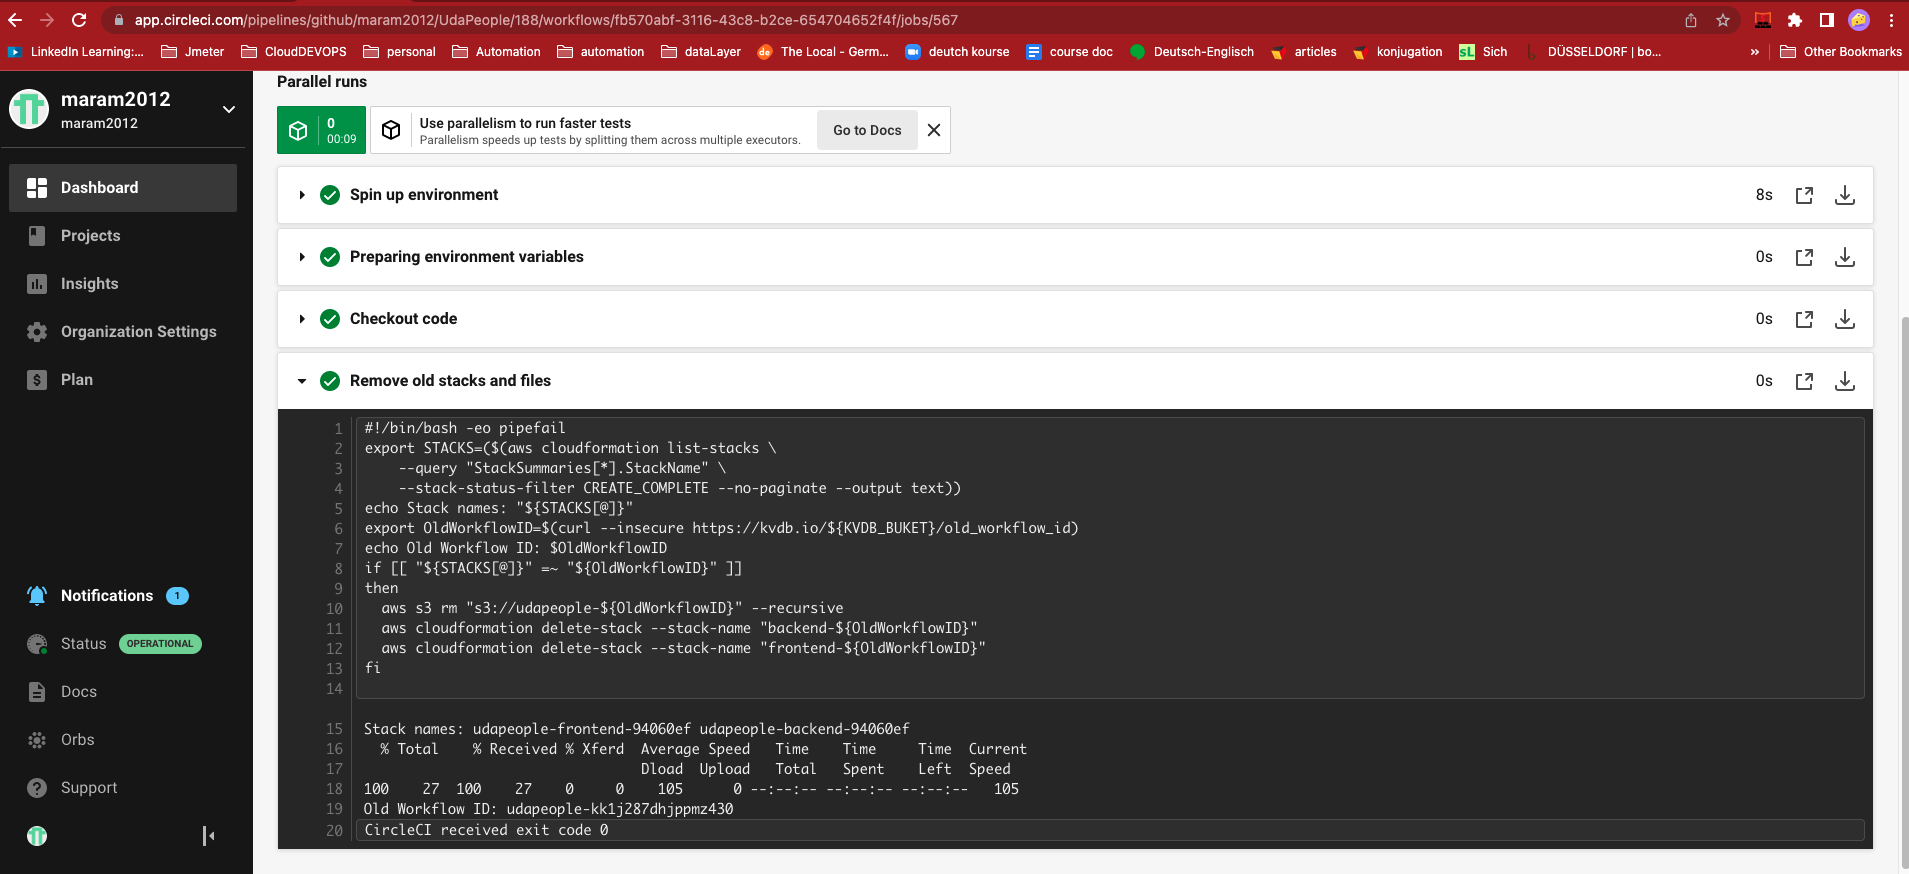 app.circleci.com/pipelines/github/maram2012/UdaPeople/188/workflows/fb570abf-3116-43c8-b2ce-654704652f4f/jobs/567
LinkedIn Learning:... Jmeter CloudDEVOPS personal Automation automation dataLayer The Local - Germ... deutch kourse course doc Deutsch-Englisch articles konjugation Sich DÜSSELDORF | bo... » Other Bookmarks
maram2012
maram2012
Dashboard
Projects
Insights
Organization Settings
Plan
Notifications 1
Status OPERATIONAL
Docs
Orbs
Support
Parallel runs
0
00:09
Use parallelism to run faster tests
Parallelism speeds up tests by splitting them across multiple executors.
Go to Docs
Spin up environment 8s
Preparing environment variables 0s
Checkout code 0s
Remove old stacks and files 0s
1 #!/bin/bash -eo pipefail
2 export STACKS=($(aws cloudformation list-stacks \
3     --query "StackSummaries[*].StackName" \
4     --stack-status-filter CREATE_COMPLETE --no-paginate --output text))
5 echo Stack names: "${STACKS[@]}"
6 export OldWorkflowID=$(curl --insecure https://kvdb.io/${KVDB_BUKET}/old_workflow_id)
7 echo Old Workflow ID: $OldWorkflowID
8 if [[ "${STACKS[@]}" =~ "${OldWorkflowID}" ]]
9 then
10   aws s3 rm "s3://udapeople-${OldWorkflowID}" --recursive
11   aws cloudformation delete-stack --stack-name "backend-${OldWorkflowID}"
12   aws cloudformation delete-stack --stack-name "frontend-${OldWorkflowID}"
13 fi
14
15 Stack names: udapeople-frontend-94060ef udapeople-backend-94060ef
16   % Total    % Received % Xferd  Average Speed   Time    Time     Time  Current
17                                  Dload  Upload   Total   Spent    Left  Speed
18 100    27  100    27    0     0    105      0 --:--:-- --:--:-- --:--:--   105
19 Old Workflow ID: udapeople-kk1j287dhjppmz430
20 CircleCI received exit code 0